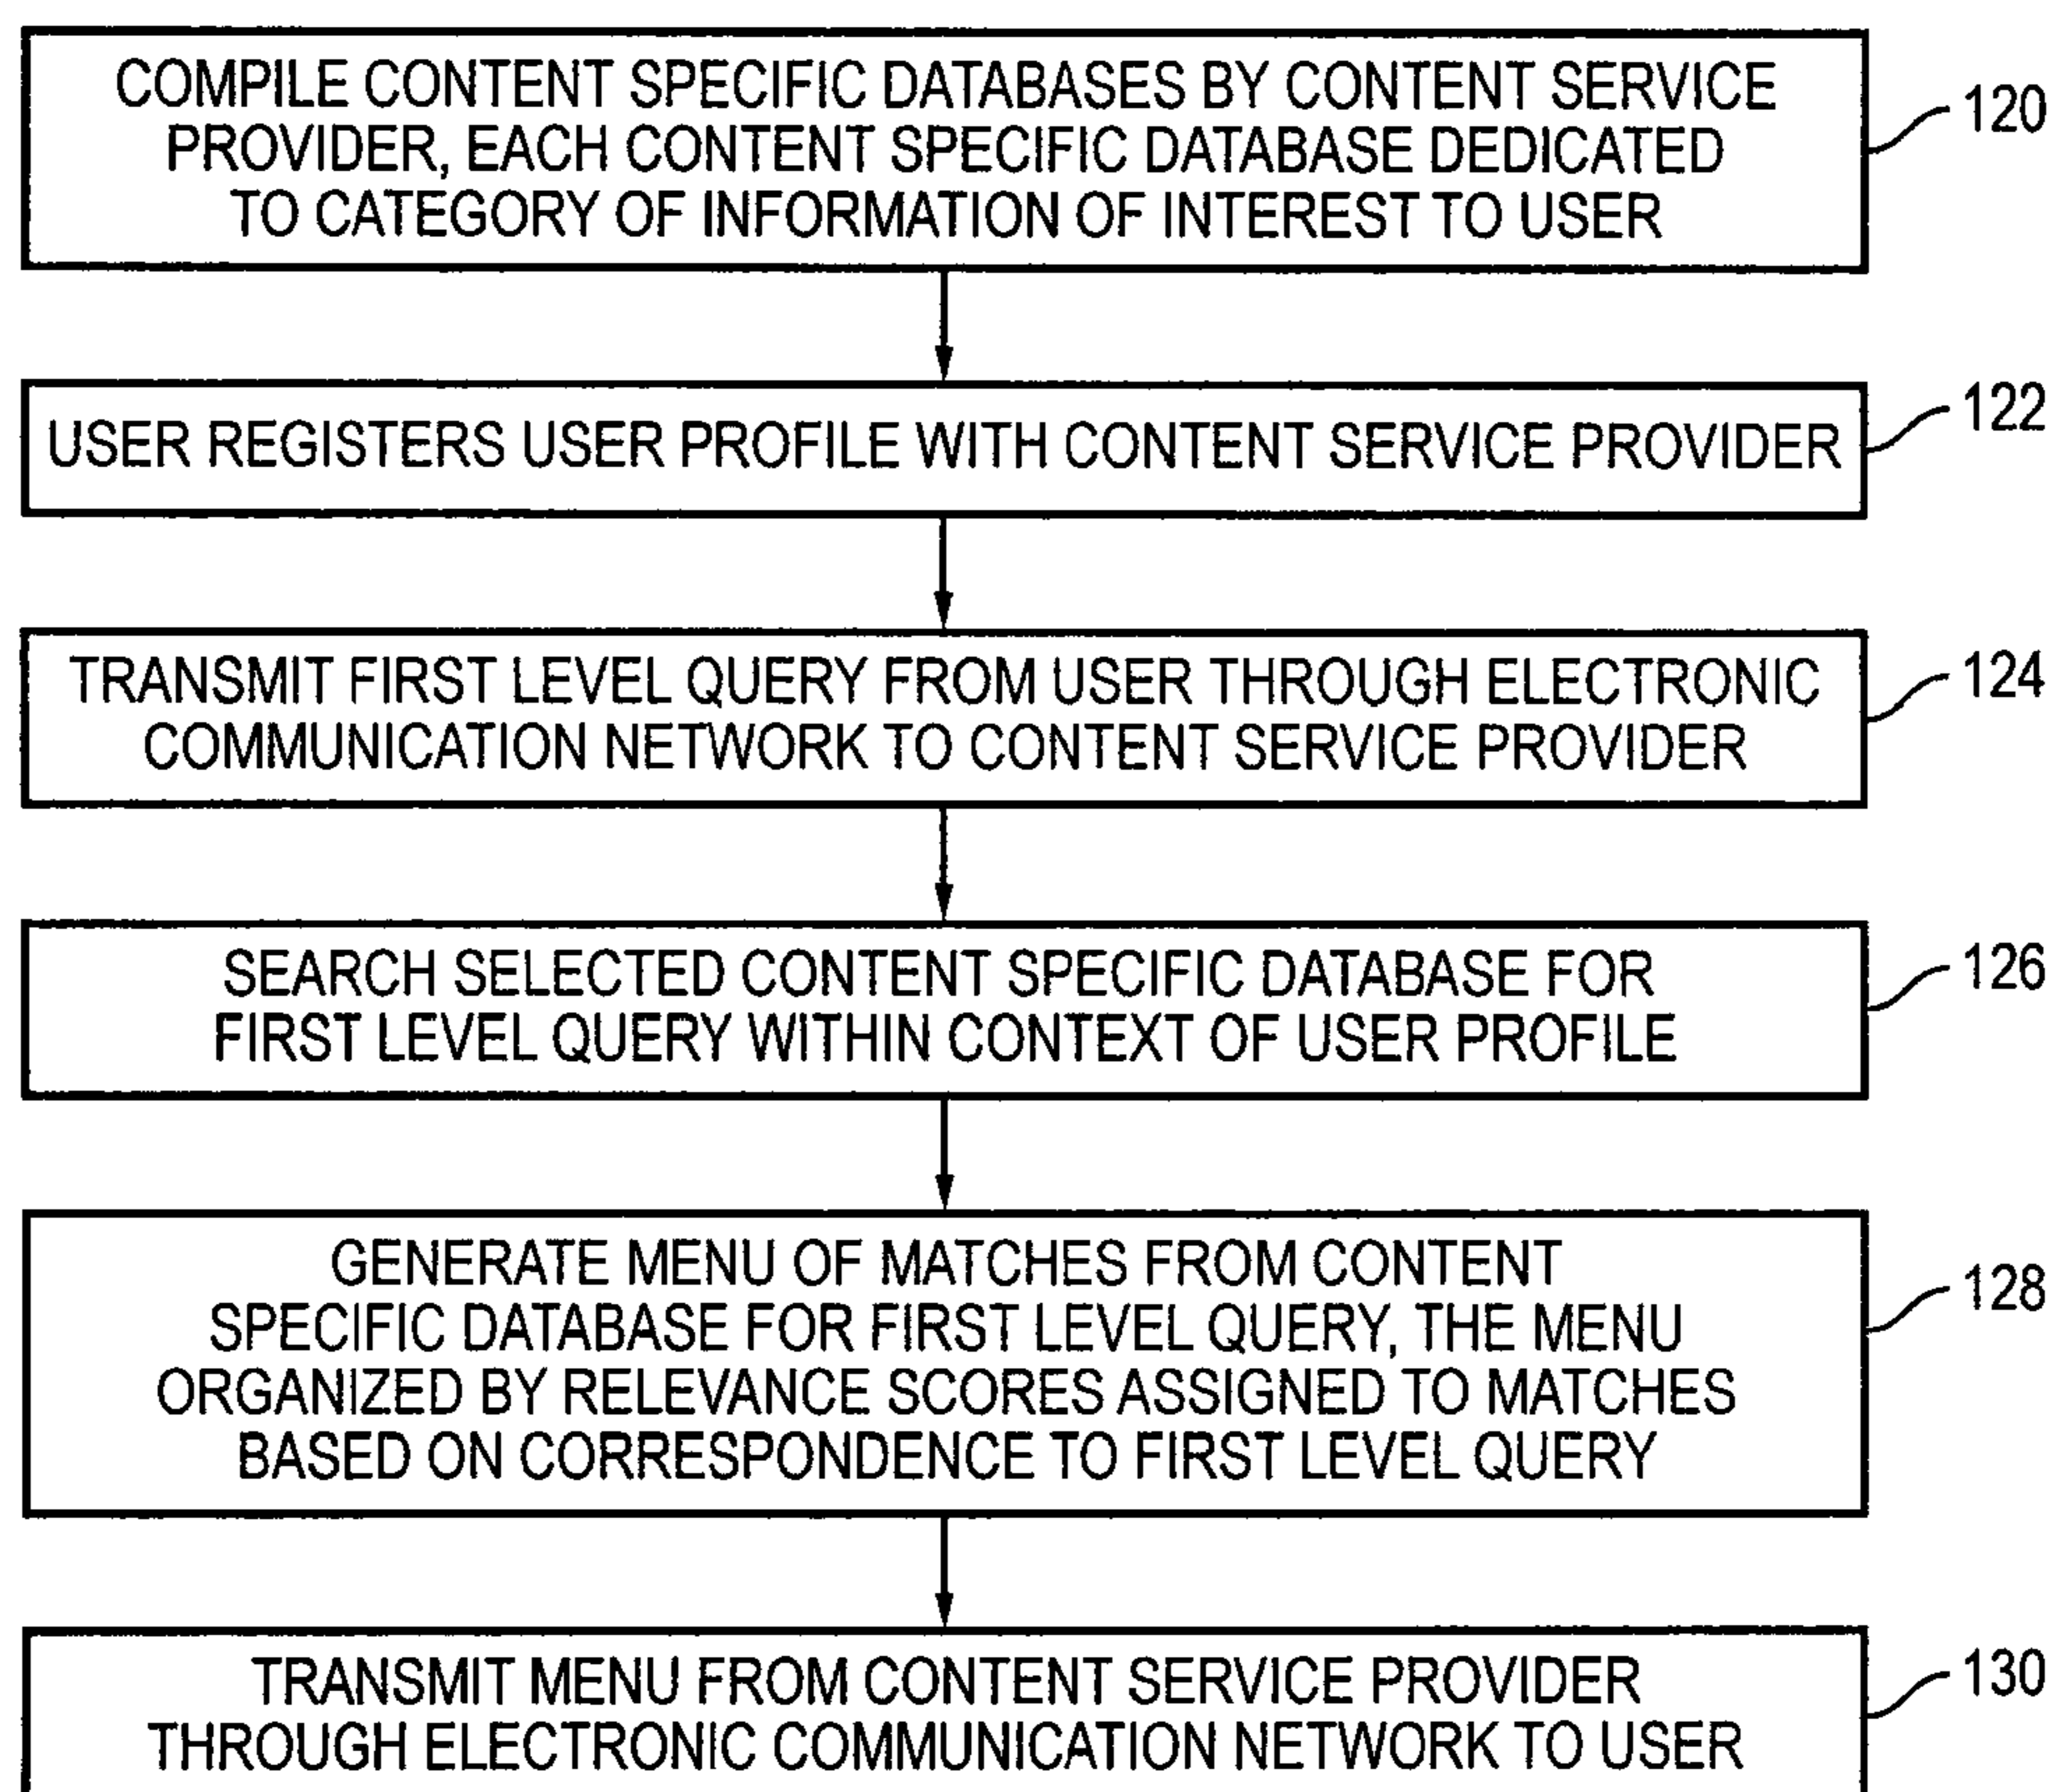 COMPILE CONTENT SPECIFIC DATABASES BY CONTENT SERVICE
PROVIDER, EACH CONTENT SPECIFIC DATABASE DEDICATED
TO CATEGORY OF INFORMATION OF INTEREST TO USER
120
USER REGISTERS USER PROFILE WITH CONTENT SERVICE PROVIDER
122
TRANSMIT FIRST LEVEL QUERY FROM USER THROUGH ELECTRONIC
COMMUNICATION NETWORK TO CONTENT SERVICE PROVIDER
124
SEARCH SELECTED CONTENT SPECIFIC DATABASE FOR
FIRST LEVEL QUERY WITHIN CONTEXT OF USER PROFILE
126
GENERATE MENU OF MATCHES FROM CONTENT
SPECIFIC DATABASE FOR FIRST LEVEL QUERY, THE MENU
ORGANIZED BY RELEVANCE SCORES ASSIGNED TO MATCHES
BASED ON CORRESPONDENCE TO FIRST LEVEL QUERY
128
TRANSMIT MENU FROM CONTENT SERVICE PROVIDER
THROUGH ELECTRONIC COMMUNICATION NETWORK TO USER
130